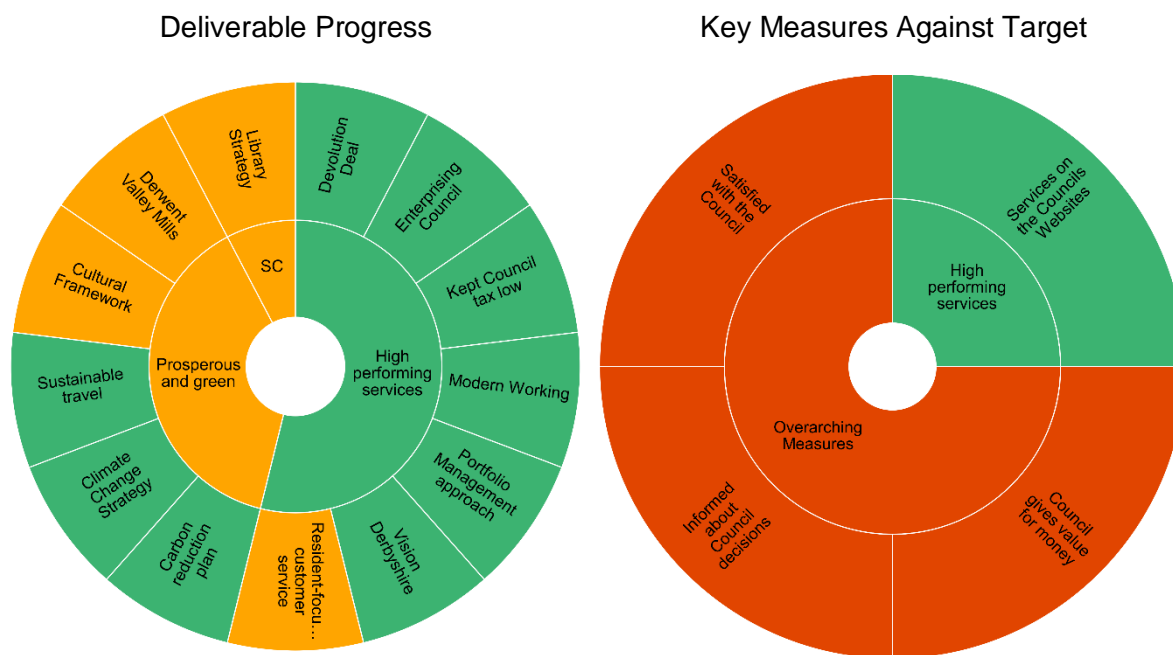 Deliverable Progress
Key Measures Against Target
Library
Strategy
Devolution
Deal
Derwent
Valley Mills
Enterprising
Council
Cultural
Framework
SC
Kept Council
tax low
Sustainable
travel
Prosperous
and green
High
performing
services
Modern Working
Climate
Change
Strategy
Portfolio
Management
approach
Carbon
reduction
plan
Resident-focu...
customer
service
Vision
Derbyshire
Satisfied
with the
Council
Services on
the Councils
Websites
High
performing
services
Overarching
Measures
Informed
about
Council
decisions
Council
gives value
for money